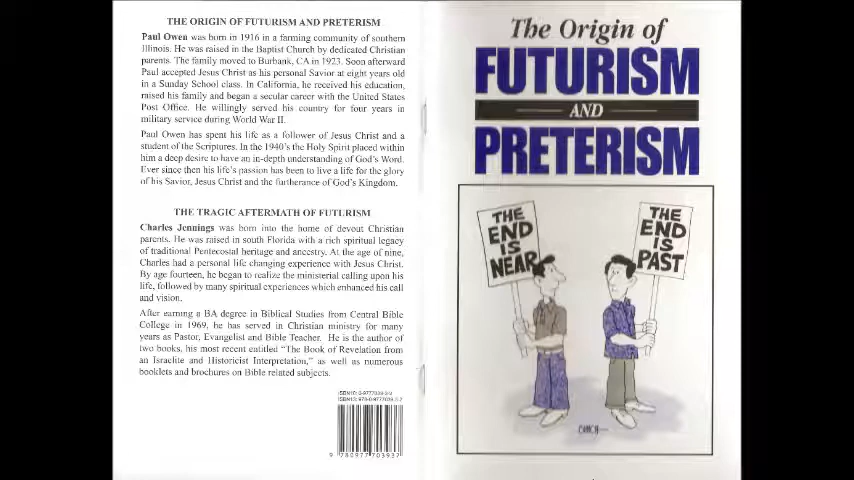 THE ORIGIN OF FUTURISM AND PRETERISM
Paul Owen was born in 1916 in a farming community of southern
Illinois. He was raised in the Baptist Church by dedicated Christian
parents. The family moved to Burbank, CA in 1923. Soon afterward
Paul accepted Jesus Christ as his personal Savior at eight years old
in a Sunday School class. In California, he received his education,
raised his family and began a secular career with the United States
Post Office. He willingly served his country for four years in
military service during World War II.
Paul Owen has spent his life as a follower of Jesus Christ and a
student of the Scriptures. In the 1940's the Holy Spirit placed within
him a deep desire to have an in-depth understanding of God's Word.
Ever since then his life's passion has been to live a life for the glory
of his Savior, Jesus Christ and the furtherance of God's Kingdom.
THE TRAGIC AFTERMATH OF FUTURISM
Charles Jennings was born into the home of devout Christian
parents. He was raised in south Florida with a rich spiritual legacy
of traditional Pentecostal heritage and ancestry. At the age of nine,
Charles had a personal life changing experience with Jesus Christ.
By age fourteen, he began to realize the ministerial calling upon his
life, followed by many spiritual experiences which enhanced his call
and vision.
After earning a BA degree in Biblical Studies from Central Bible
College in 1969, he has served in Christian ministry for many
years as Pastor, Evangelist and Bible Teacher. He is the author of
two books, his most recent entitled "The Book of Revelation from
an Israelite and Historicist Interpretation," as well as numerous
booklets and brochures on Bible related subjects.
9 780977 703937
The Origin of
FUTURISM
AND
PRETERISM
THE
END
IS
NEAR
THE
END
IS
PAST